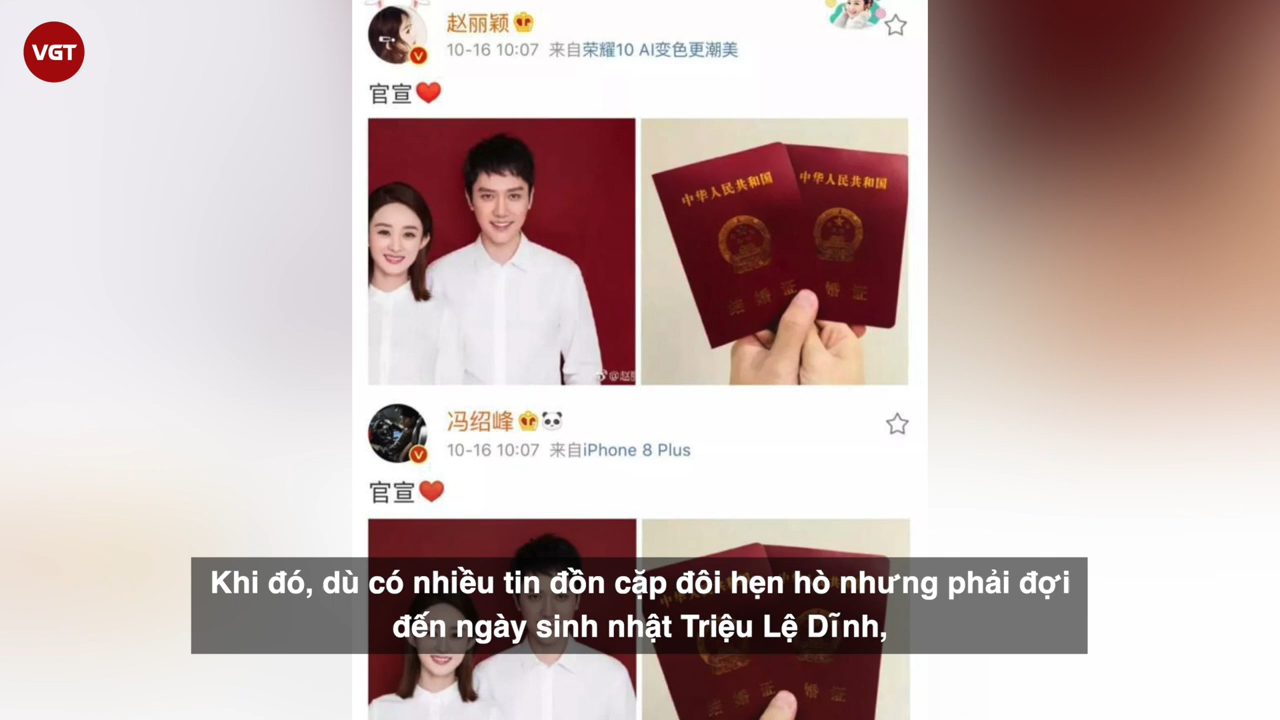 VGT
赵丽颖
10-16 10:07 来自荣耀10 AI变色更潮美
官宣❤️
中华人民共和国
中华人民共和国
结婚证
婚证
冯绍峰
10-16 10:07 来自iPhone 8 Plus
官宣❤️
Khi đó, dù có nhiều tin đồn cặp đôi hẹn hò nhưng phải đợi
đến ngày sinh nhật Triệu Lệ Dĩnh,